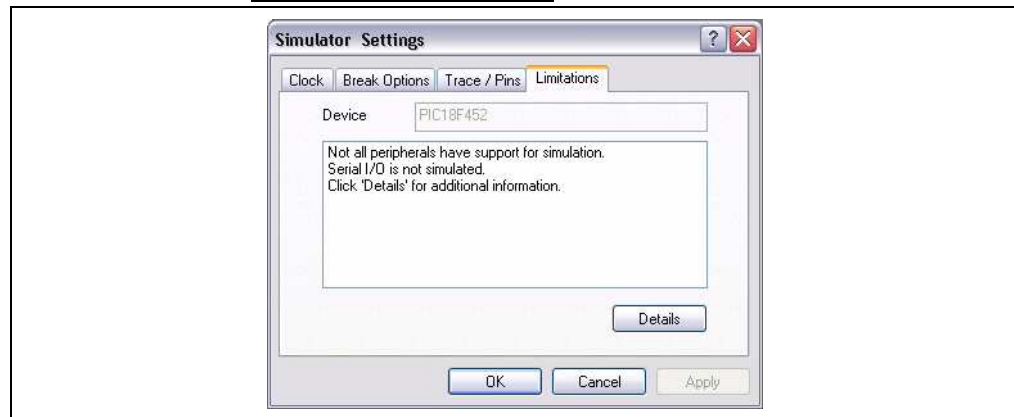 Simulator Settings
Clock Break Options Trace / Pins Limitations
Device PIC18F452
Not all peripherals have support for simulation.
Serial I/O is not simulated.
Click 'Details' for additional information.
Details
OK Cancel Apply